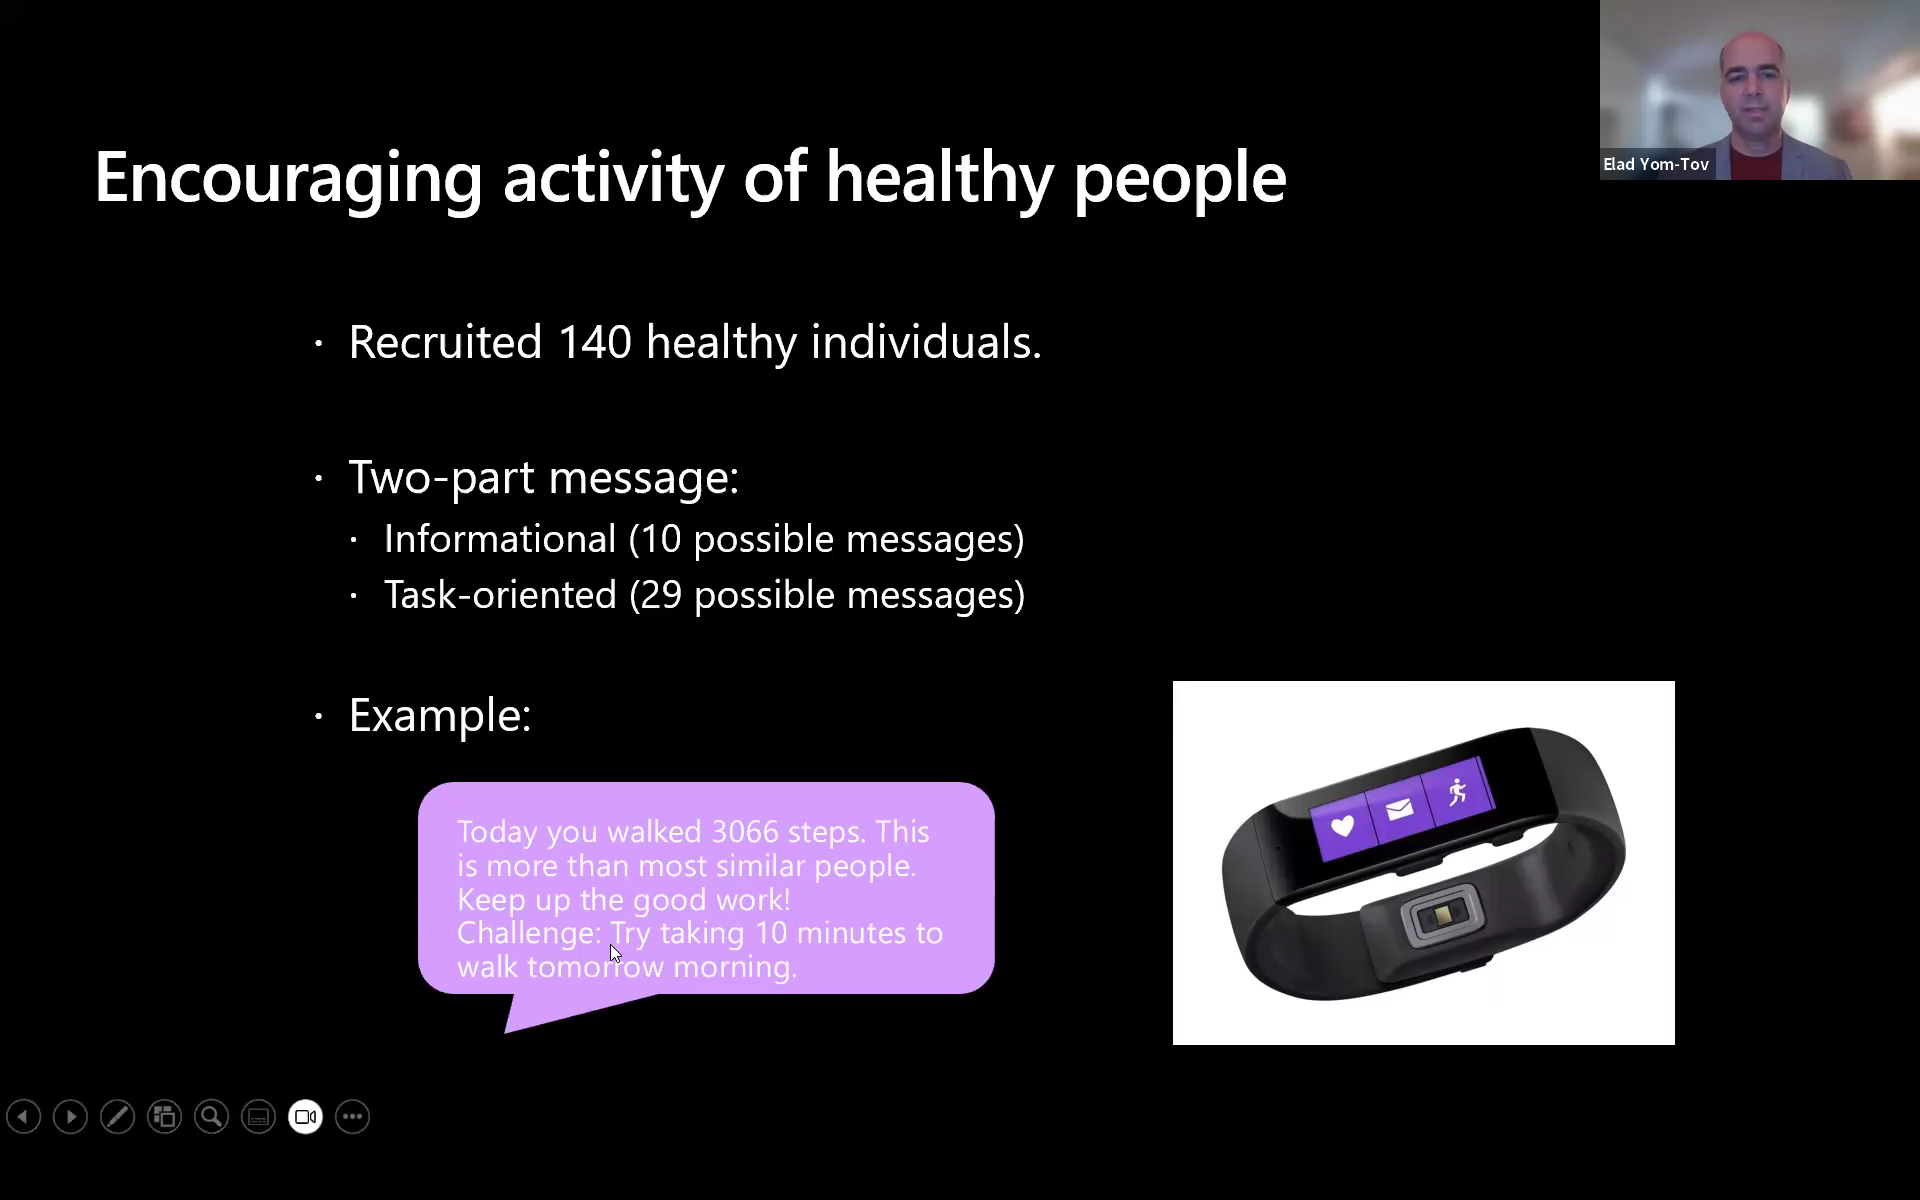 Elad Yom-Tov
Encouraging activity of healthy people
· Recruited 140 healthy individuals.
· Two-part message:
· Informational (10 possible messages)
· Task-oriented (29 possible messages)
· Example:
Today you walked 3066 steps. This
is more than most similar people.
Keep up the good work!
Challenge: Try taking 10 minutes to
walk tomorrow morning.